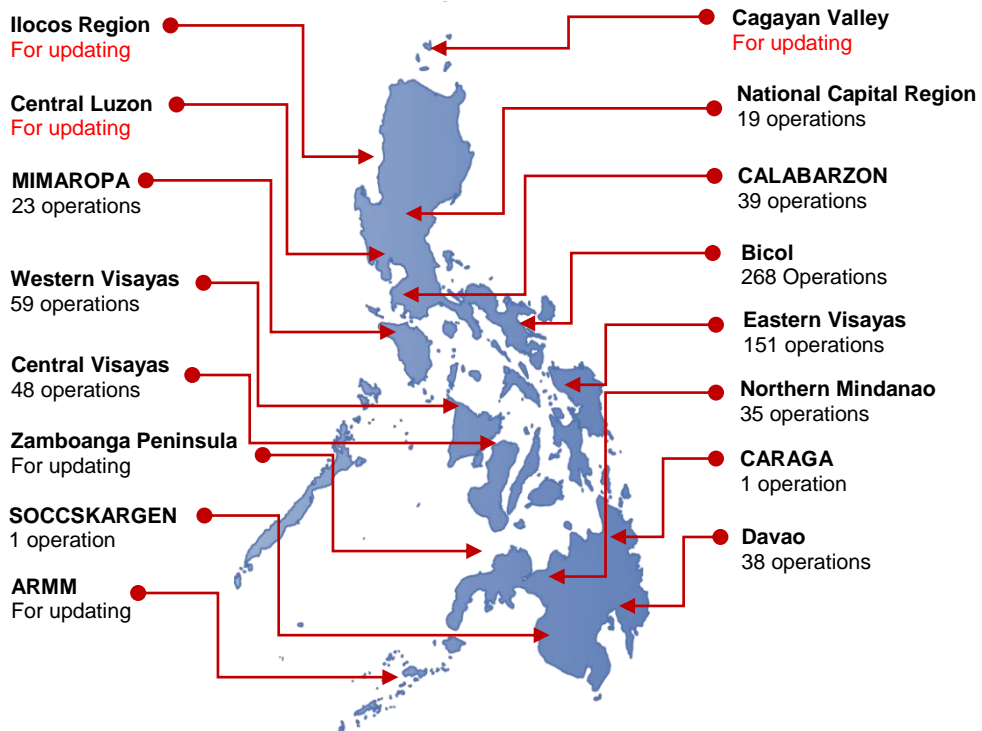 Ilocos Region
For updating
Central Luzon
For updating
MIMAROPA
23 operations
Western Visayas
59 operations
Central Visayas
48 operations
Zamboanga Peninsula
For updating
SOCCSKARGEN
1 operation
ARMM
For updating
Cagayan Valley
For updating
National Capital Region
19 operations
CALABARZON
39 operations
Bicol
268 Operations
Eastern Visayas
151 operations
Northern Mindanao
35 operations
CARAGA
1 operation
Davao
38 operations